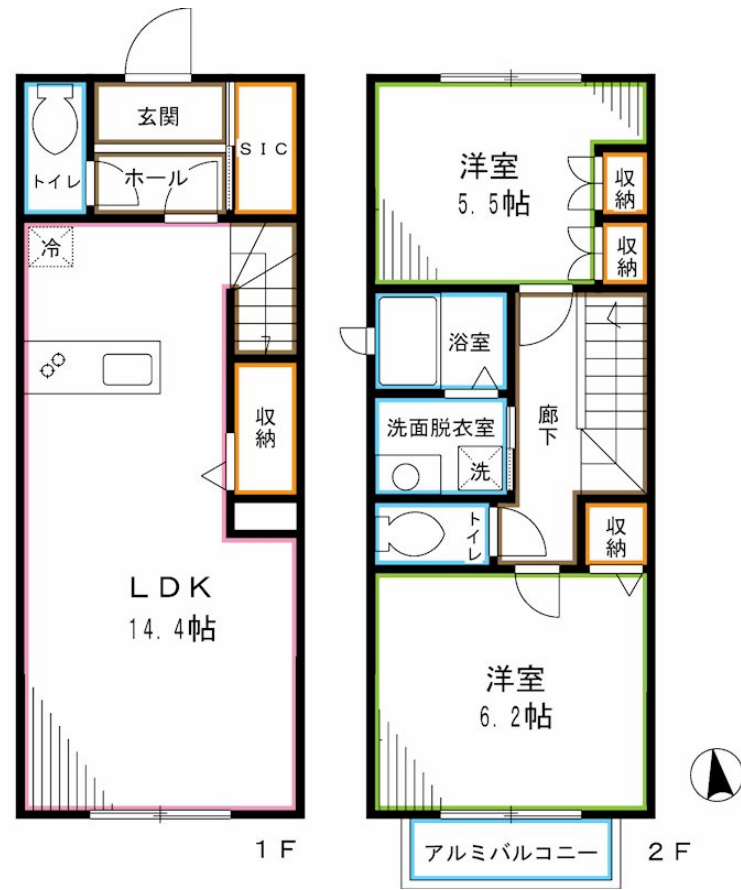 玄関
SIC
トイレ
ホール
冷
収納
LDK
14.4帖
1F
洋室
5.5帖
収納
収納
浴室
洗面脱衣室
洗
廊下
トイレ
収納
洋室
6.2帖
アルミバルコニー
2F